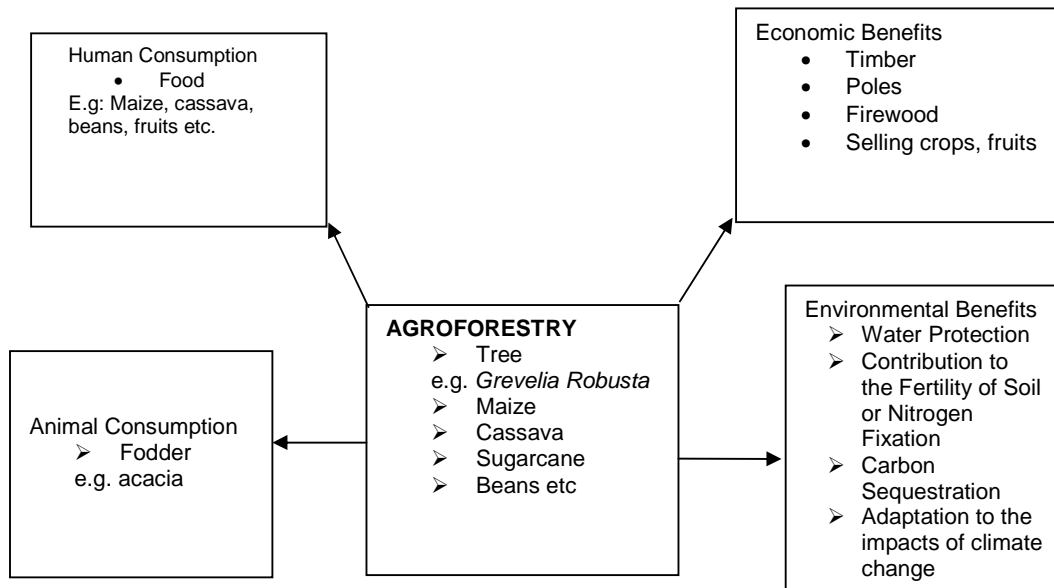 Human Consumption
• Food
E.g: Maize, cassava,
beans, fruits etc.
Economic Benefits
• Timber
• Poles
• Firewood
• Selling crops, fruits
AGROFORESTRY
➢ Tree
e.g. Grevelia Robusta
➢ Maize
➢ Cassava
➢ Sugarcane
➢ Beans etc
Animal Consumption
➢ Fodder
e.g. acacia
Environmental Benefits
➢ Water Protection
➢ Contribution to
the Fertility of Soil
or Nitrogen
Fixation
➢ Carbon
Sequestration
➢ Adaptation to the
impacts of climate
change